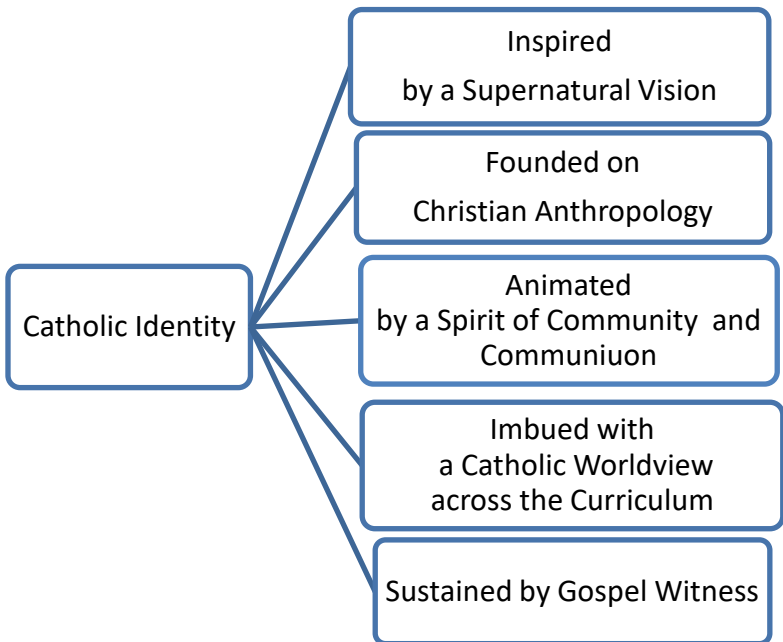 Inspired
by a Supernatural Vision
Founded on
Christian Anthropology
Catholic Identity
Animated
by a Spirit of Community and
Communiuon
Imbued with
a Catholic Worldview
across the Curriculum
Sustained by Gospel Witness